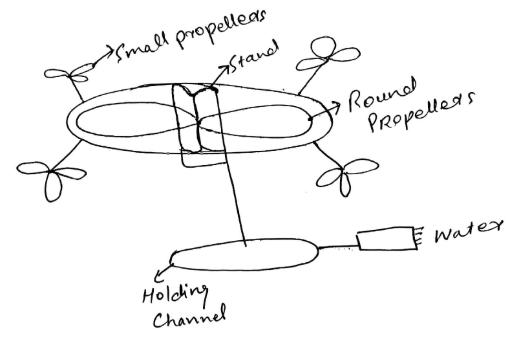 Small propellers
Stand
Round
Propellers
Water
Holding
Channel